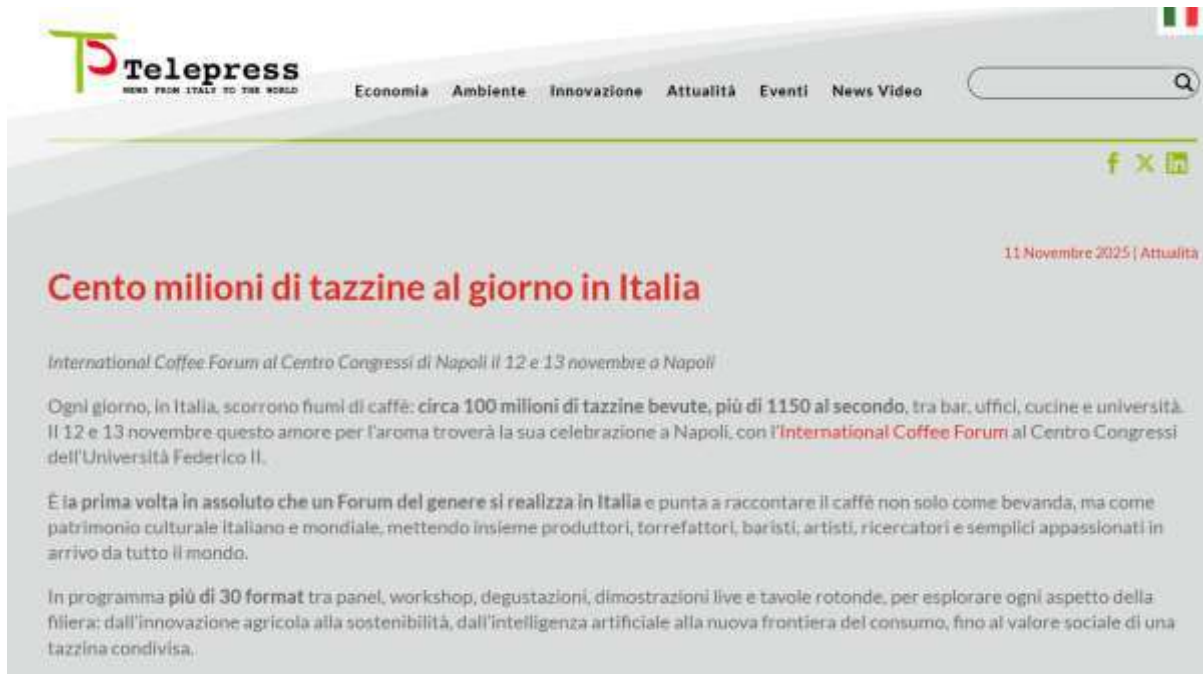 Telepress
NEWS FROM ITALY TO THE WORLD
Economia Ambiente Innovazione Attualità Eventi News Video
11 Novembre 2025 | Attualità
Cento milioni di tazzine al giorno in Italia
International Coffee Forum al Centro Congressi di Napoli il 12 e 13 novembre a Napoli
Ogni giorno, in Italia, scorrono fiumi di caffè: circa 100 milioni di tazzine bevute, più di 1150 al secondo, tra bar, uffici, cucine e università.
Il 12 e 13 novembre questo amore per l'aroma troverà la sua celebrazione a Napoli, con l'International Coffee Forum al Centro Congressi
dell'Università Federico II.
È la prima volta in assoluto che un Forum del genere si realizza in Italia e punta a raccontare il caffè non solo come bevanda, ma come
patrimonio culturale italiano e mondiale, mettendo insieme produttori, torrefattori, baristi, artisti, ricercatori e semplici appassionati in
arrivo da tutto il mondo.
In programma più di 30 format tra panel, workshop, degustazioni, dimostrazioni live e tavole rotonde, per esplorare ogni aspetto della
filiera: dall'innovazione agricola alla sostenibilità, dall'intelligenza artificiale alla nuova frontiera del consumo, fino al valore sociale di una
tazzina condivisa.